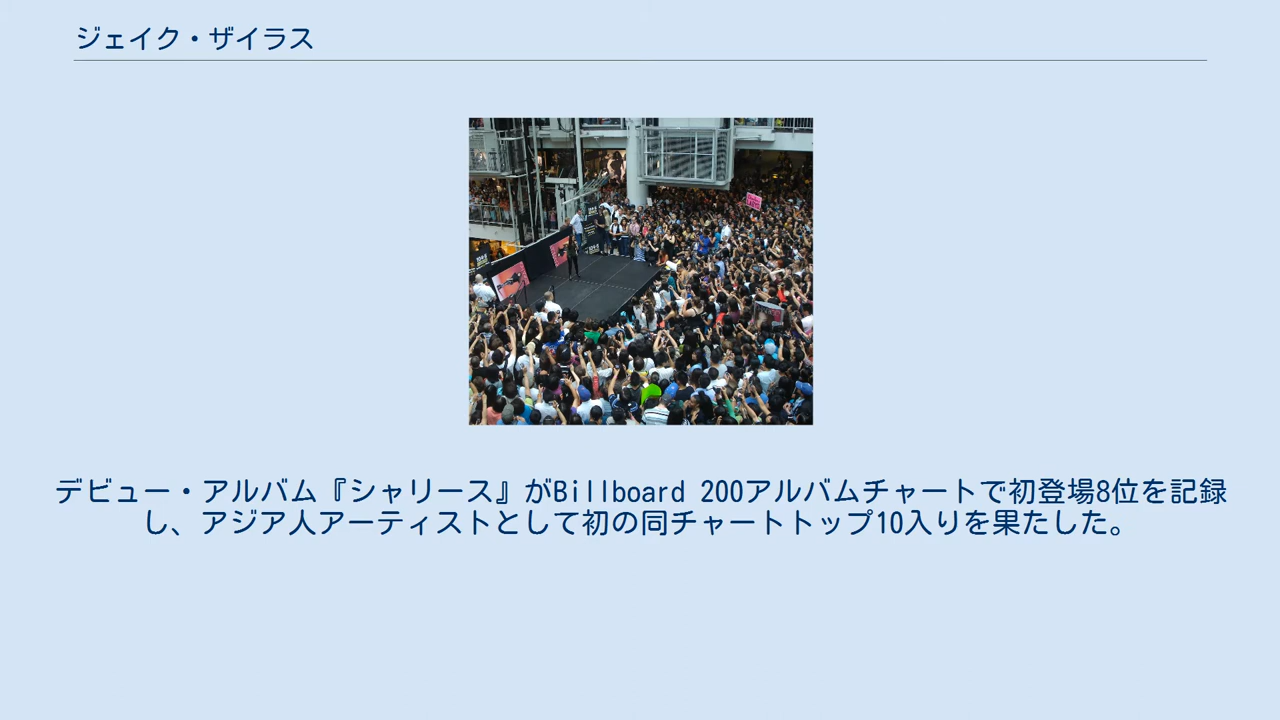 ジェイク・ザイラス
デビュー・アルバム『シャリース』がBillboard 200アルバムチャートで初登場8位を記録
し、アジア人アーティストとして初の同チャートトップ10入りを果たした。